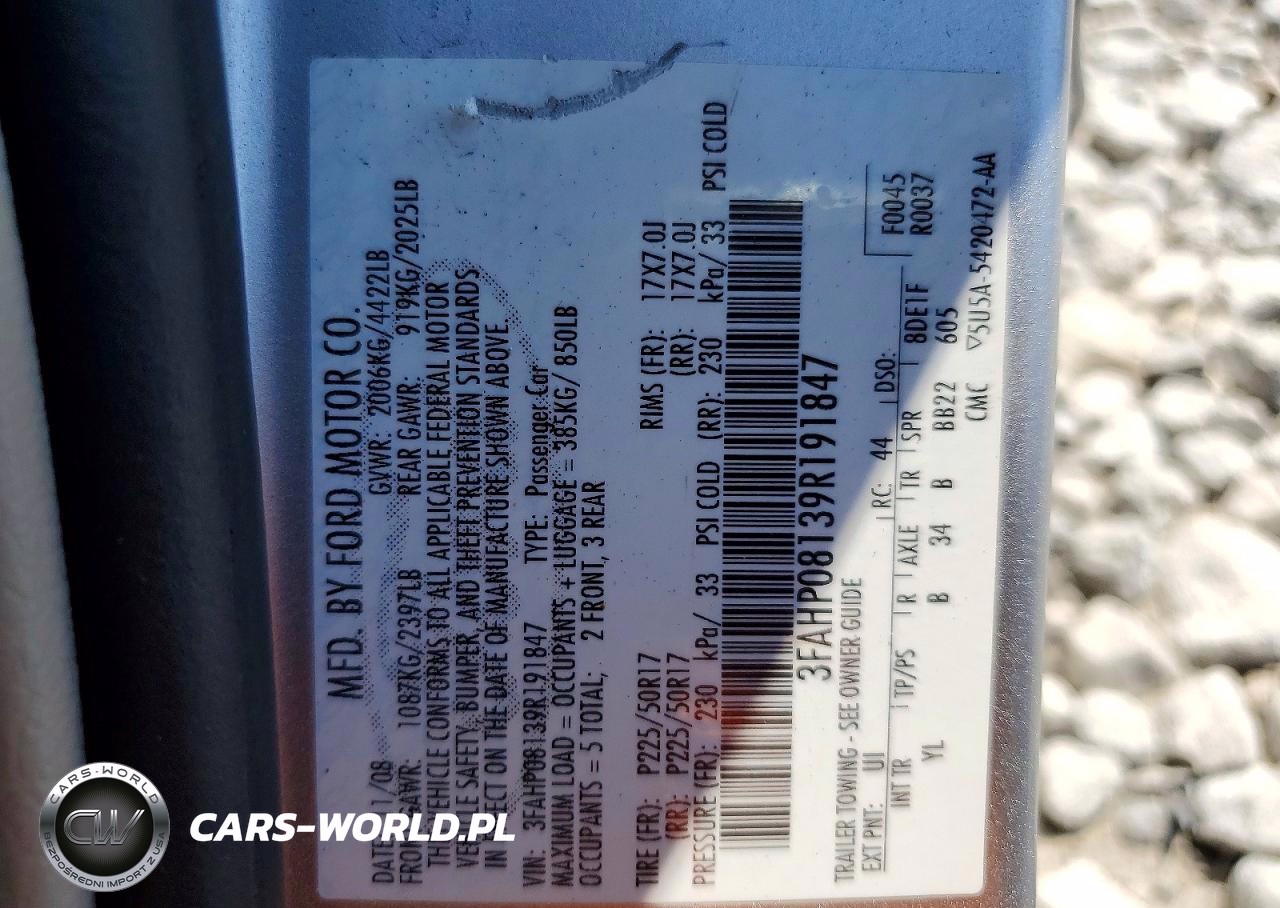 MFD. BY FORD MOTOR CO.
DATE: 11/08 GVWR: 2006KG/4422LB
FRONT GAWR: 1087KG/2397LB REAR GAWR: 919KG/2025LB
THIS VEHICLE CONFORMS TO ALL APPLICABLE FEDERAL MOTOR
VEHICLE SAFETY, BUMPER, AND THEFT PREVENTION STANDARDS
IN EFFECT ON THE DATE OF MANUFACTURE SHOWN ABOVE.
VIN: 3FAHP08139R191847 TYPE: Passenger Car
MAXIMUM LOAD = OCCUPANTS + LUGGAGE = 385KG/ 850LB
OCCUPANTS = 5 TOTAL; 2 FRONT, 3 REAR
TIRE (FR): P225/50R17 RIMS (FR): 17X7.0J
(RR): P225/50R17 (RR): 17X7.0J
PRESSURE (FR): 230 kPa/ 33 PSI COLD (RR): 230 kPa/ 33 PSI COLD
3FAHP08139R191847
TRAILER TOWING - SEE OWNER GUIDE
EXT PNT: UI RC: 44 DSO: F0045
INT TR TP/PS R AXLE TR SPR 8DE1F R0037
YL B 34 B BB22 605
CMC ▽5U5A-5420472-AA
CARS-WORLD
CW
BEZPOŚREDNI IMPORT Z USA
CARS-WORLD.PL